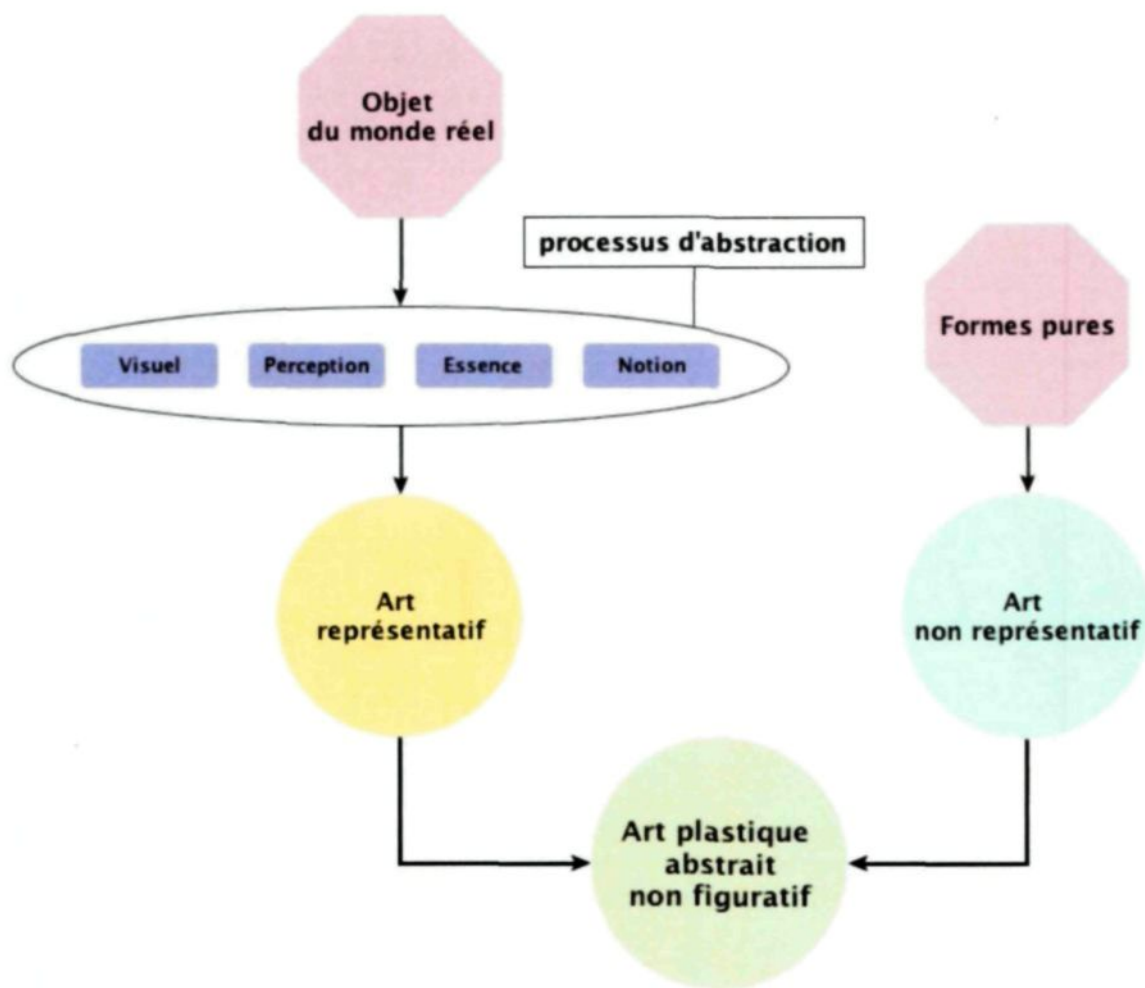 Objet
du monde réel
processus d'abstraction
Formes pures
Visuel
Perception
Essence
Notion
Art
représentatif
Art
non représentatif
Art plastique
abstrait
non figuratif